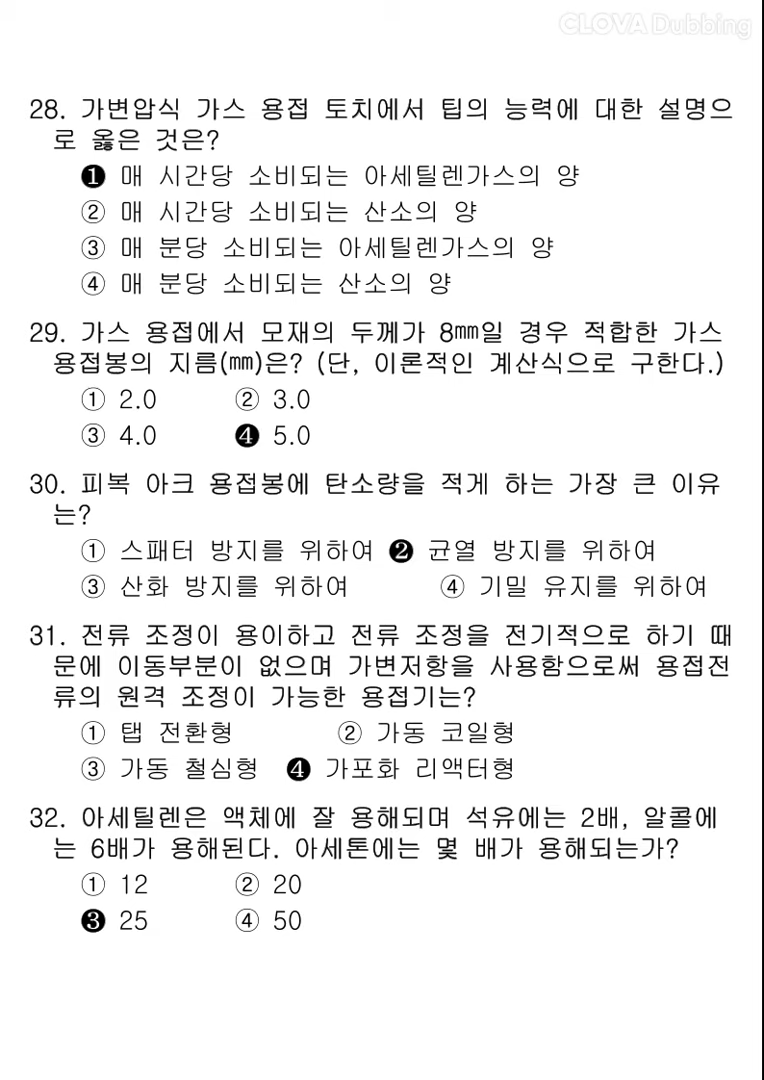 CLOVA Dubbing
28. 가변압식 가스 용접 토치에서 팁의 능력에 대한 설명으
로 옳은 것은?
❶ 매 시간당 소비되는 아세틸렌가스의 양
② 매 시간당 소비되는 산소의 양
③ 매 분당 소비되는 아세틸렌가스의 양
④ 매 분당 소비되는 산소의 양
29. 가스 용접에서 모재의 두께가 8㎜일 경우 적합한 가스
용접봉의 지름(㎜)은? (단, 이론적인 계산식으로 구한다.)
① 2.0 ② 3.0
③ 4.0 ❹ 5.0
30. 피복 아크 용접봉에 탄소량을 적게 하는 가장 큰 이유
는?
① 스패터 방지를 위하여 ❷ 균열 방지를 위하여
③ 산화 방지를 위하여 ④ 기밀 유지를 위하여
31. 전류 조정이 용이하고 전류 조정을 전기적으로 하기 때
문에 이동부분이 없으며 가변저항을 사용함으로써 용접전
류의 원격 조정이 가능한 용접기는?
① 탭 전환형 ② 가동 코일형
③ 가동 철심형 ❹ 가포화 리액터형
32. 아세틸렌은 액체에 잘 용해되며 석유에는 2배, 알콜에
는 6배가 용해된다. 아세톤에는 몇 배가 용해되는가?
① 12 ② 20
❸ 25 ④ 50